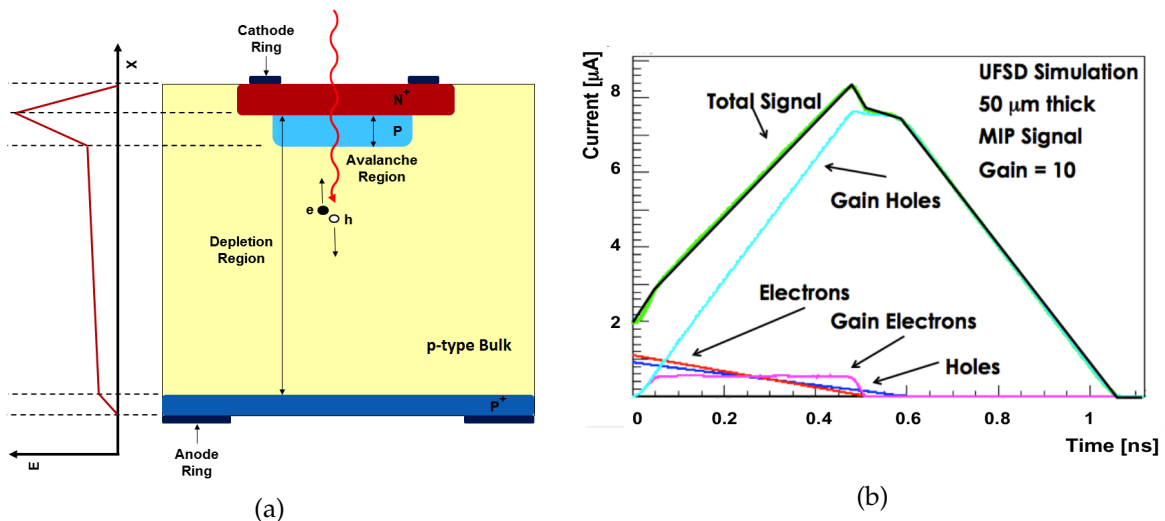 Cathode
Ring
X
N+
P
Avalanche
Region
e
h
Depletion
Region
p-type Bulk
P+
E
Anode
Ring
(a)
Current [µA]
8
6
4
2
0
0.2
0.4
0.6
0.8
1
Time [ns]
UFSD Simulation
50 µm thick
MIP Signal
Gain = 10
Total Signal
Gain Holes
Electrons
Gain Electrons
Holes
(b)